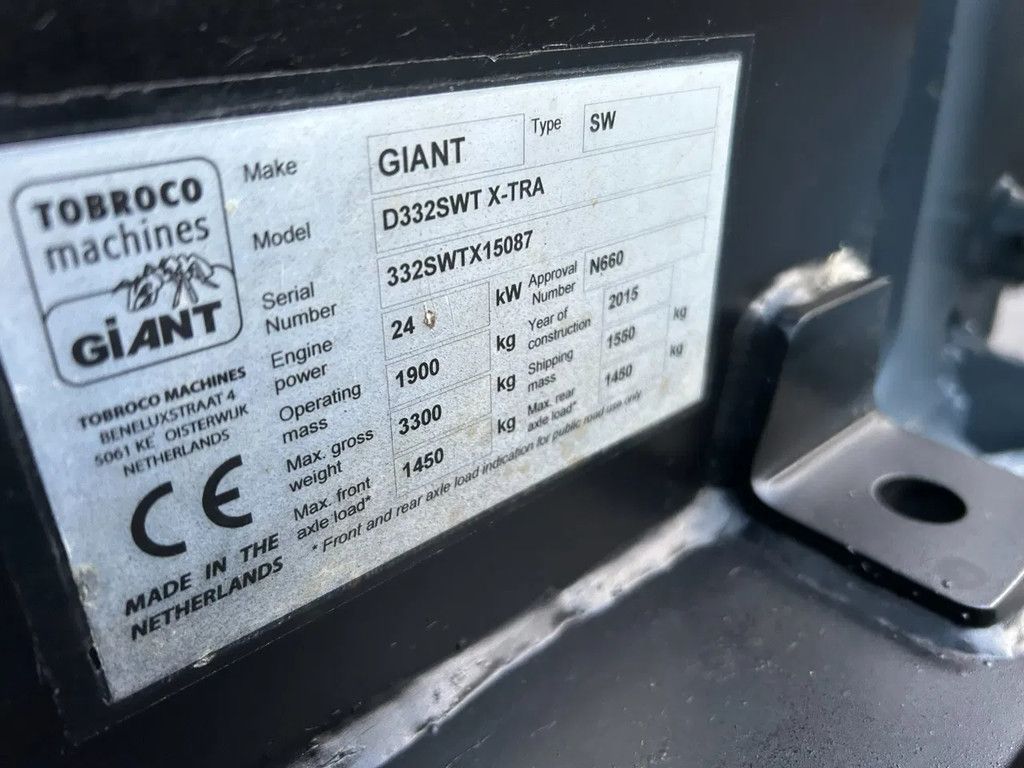 TOBROCO
machines
GiANT
TOBROCO MACHINES
BENELUXSTRAAT 4
5061 KE OISTERWIJK
NETHERLANDS
CE
MADE IN THE
NETHERLANDS
Make GIANT Type SW
Model D332SWT X-TRA
Serial Number 332SWTX15087
Engine power 24 kW Approval Number N660
Operating mass 1900 kg Year of construction 2015
Max. gross weight 3300 kg Shipping mass 1550 kg
Max. front axle load* 1450 kg Max. rear axle load* 1450 kg
* Front and rear axle load indication for public road use only